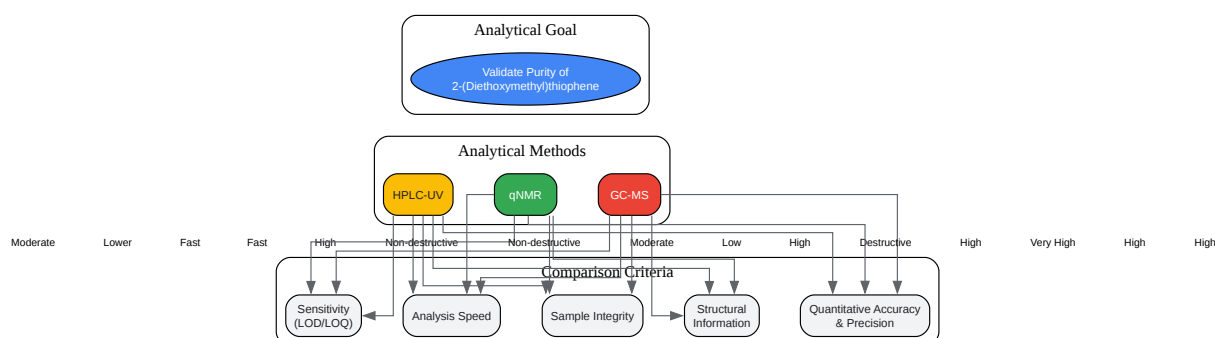 Analytical Goal
Validate Purity of
2-(Diethoxymethyl)thiophene
Analytical Methods
HPLC-UV
qNMR
GC-MS
Moderate
Lower
Fast
Fast
High
Non-destructive
Non-destructive
Moderate
Low
High
Destructive
High
Very High
High
High
Comparison Criteria
Sensitivity
(LOD/LOQ)
Analysis Speed
Sample Integrity
Structural
Information
Quantitative Accuracy
& Precision